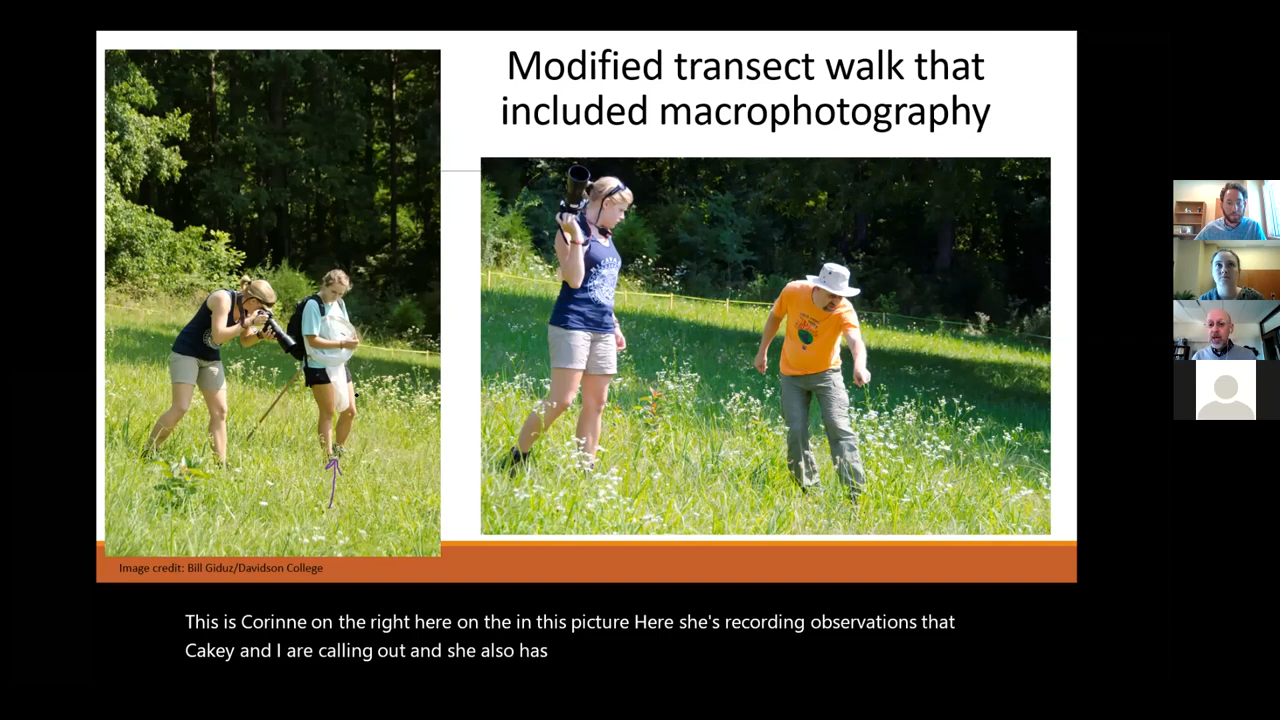 Modified transect walk that
included macrophotography
Image credit: Bill Giduz/Davidson College
This is Corinne on the right here on the in this picture Here she's recording observations that
Cakey and I are calling out and she also has